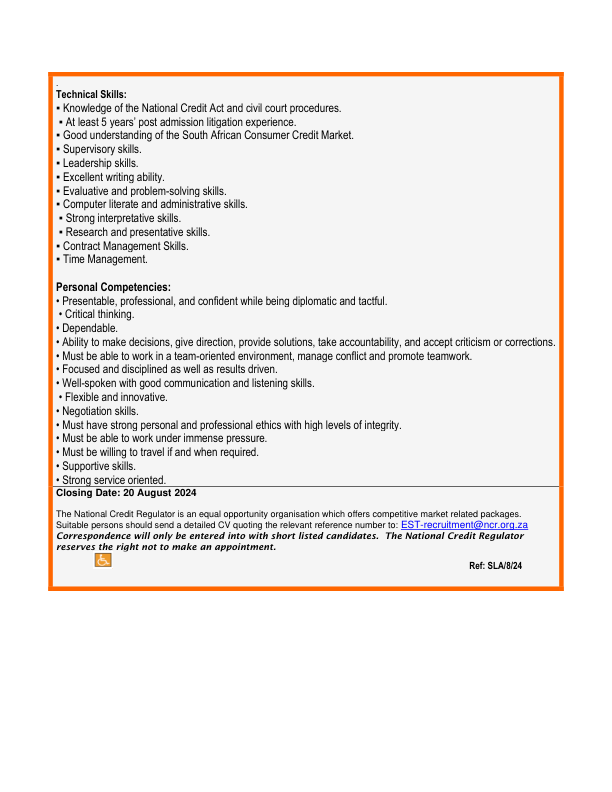 .
Technical Skills:
▪ Knowledge of the National Credit Act and civil court procedures.
▪ At least 5 years’ post admission litigation experience.
▪ Good understanding of the South African Consumer Credit Market.
▪ Supervisory skills.
▪ Leadership skills.
▪ Excellent writing ability.
▪ Evaluative and problem-solving skills.
▪ Computer literate and administrative skills.
▪ Strong interpretative skills.
▪ Research and presentative skills.
▪ Contract Management Skills.
▪ Time Management.
Personal Competencies:
• Presentable, professional, and confident while being diplomatic and tactful.
• Critical thinking.
• Dependable.
• Ability to make decisions, give direction, provide solutions, take accountability, and accept criticism or corrections.
• Must be able to work in a team-oriented environment, manage conflict and promote teamwork.
• Focused and disciplined as well as results driven.
• Well-spoken with good communication and listening skills.
• Flexible and innovative.
• Negotiation skills.
• Must have strong personal and professional ethics with high levels of integrity.
• Must be able to work under immense pressure.
• Must be willing to travel if and when required.
• Supportive skills.
• Strong service oriented.
Closing Date: 20 August 2024
The National Credit Regulator is an equal opportunity organisation which offers competitive market related packages.
Suitable persons should send a detailed CV quoting the relevant reference number to: EST-recruitment@ncr.org.za
Correspondence will only be entered into with short listed candidates. The National Credit Regulator
reserves the right not to make an appointment.
Ref: SLA/8/24